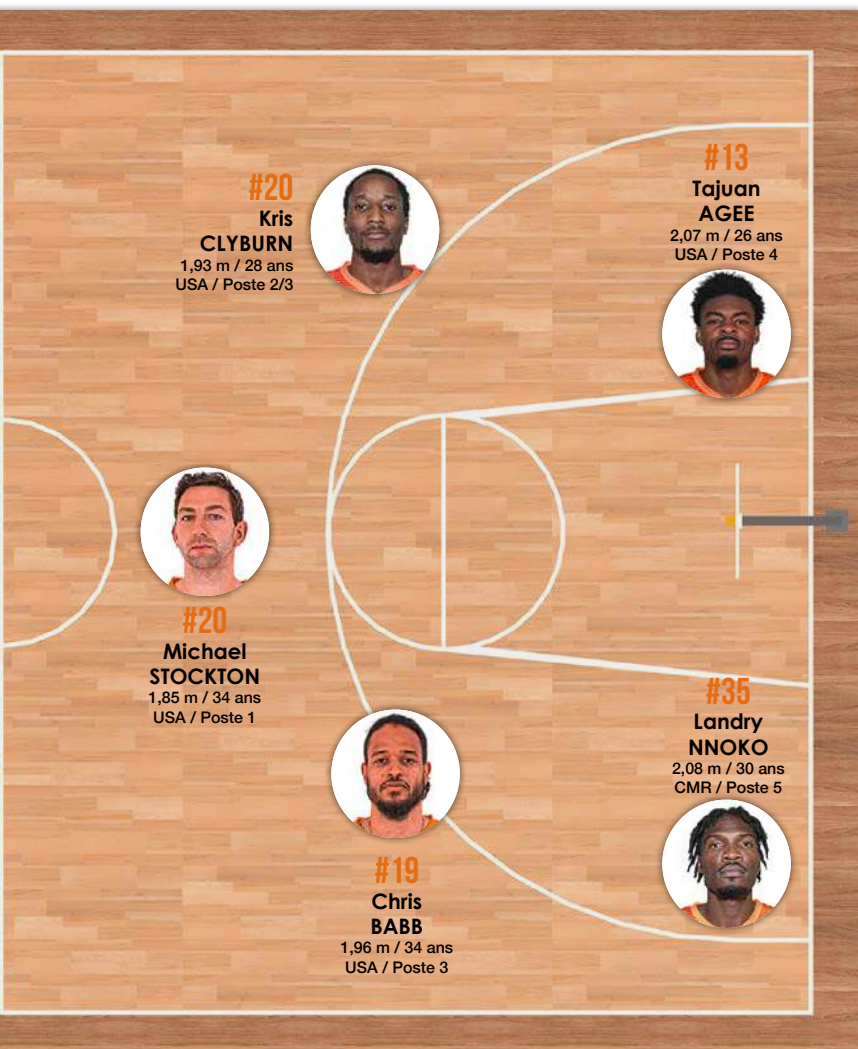 #20
Kris
CLYBURN
1,93 m / 28 ans
USA / Poste 2/3
#13
Tajuan
AGEE
2,07 m / 26 ans
USA / Poste 4
#20
Michael
STOCKTON
1,85 m / 34 ans
USA / Poste 1
#19
Chris
BABB
1,96 m / 34 ans
USA / Poste 3
#35
Landry
NNOKO
2,08 m / 30 ans
CMR / Poste 5